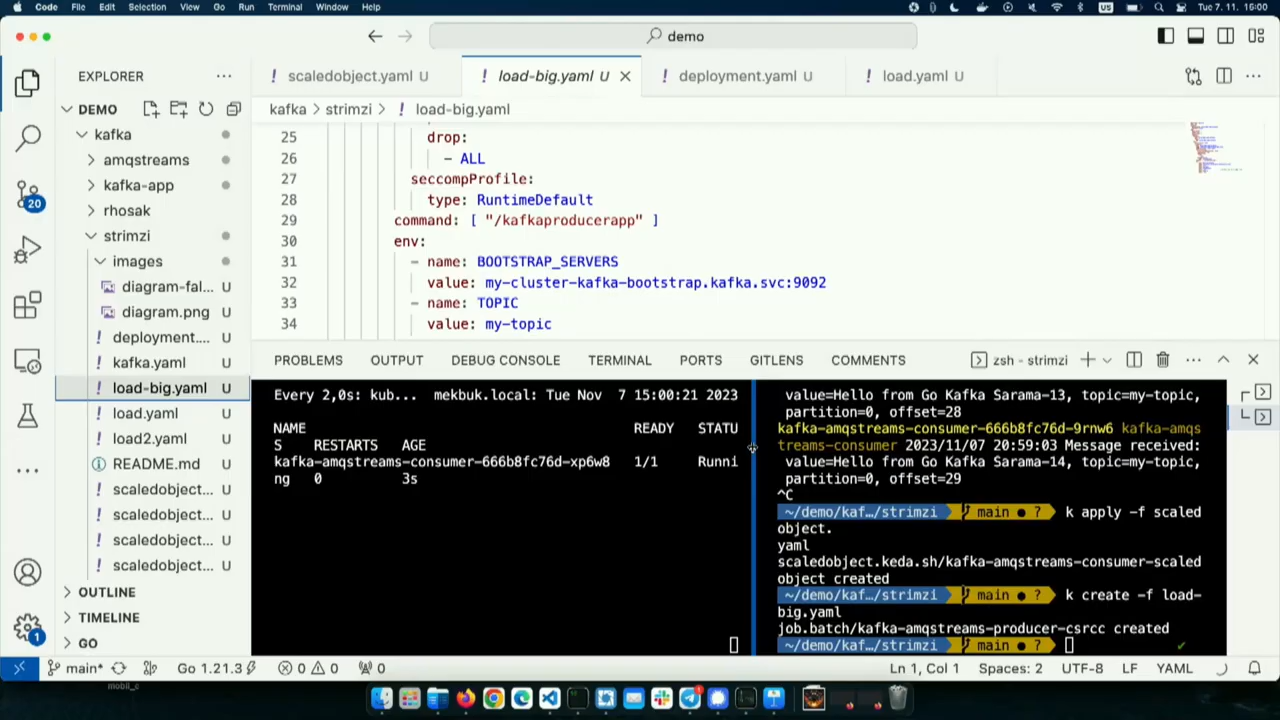 Code File Edit Selection View Go Run Terminal Window Help US Tue 7. 11. 16:00
demo
EXPLORER
scaledobject.yaml U
load-big.yaml U
deployment.yaml U
load.yaml U
DEMO
kafka > strimzi > ! load-big.yaml
kafka
amqstreams
kafka-app
rhosak
strimzi
images
diagram-fal... U
diagram.png U
! deployment.... U
! kafka.yaml U
! load-big.yaml U
! load.yaml U
! load2.yaml U
README.md U
! scaledobject... U
! scaledobject... U
! scaledobject... U
! scaledobject... U
OUTLINE
TIMELINE
GO
20
1
25 drop:
26 - ALL
27 seccompProfile:
28 type: RuntimeDefault
29 command: [ "/kafkaproducerapp" ]
30 env:
31 - name: BOOTSTRAP_SERVERS
32 value: my-cluster-kafka-bootstrap.kafka.svc:9092
33 - name: TOPIC
34 value: my-topic
PROBLEMS OUTPUT DEBUG CONSOLE TERMINAL PORTS GITLENS COMMENTS zsh - strimzi
Every 2,0s: kub... mekbuk.local: Tue Nov 7 15:00:21 2023
NAME READY STATU
S RESTARTS AGE
kafka-amqstreams-consumer-666b8fc76d-xp6w8 1/1 Runni
ng 0 3s
value=Hello from Go Kafka Sarama-13, topic=my-topic,
partition=0, offset=28
kafka-amqstreams-consumer-666b8fc76d-9rnw6 kafka-amqs
treams-consumer 2023/11/07 20:59:03 Message received:
value=Hello from Go Kafka Sarama-14, topic=my-topic,
partition=0, offset=29
^C
~/demo/kaf…/strimzi main ● ? k apply -f scaled
object.
yaml
scaledobject.keda.sh/kafka-amqstreams-consumer-scaled
object created
~/demo/kaf…/strimzi main ● ? k create -f load-
big.yaml
job.batch/kafka-amqstreams-producer-csrcc created
~/demo/kaf…/strimzi main ● ?
main* Go 1.21.3 0 0 0 Ln 1, Col 1 Spaces: 2 UTF-8 LF YAML
mobil_c